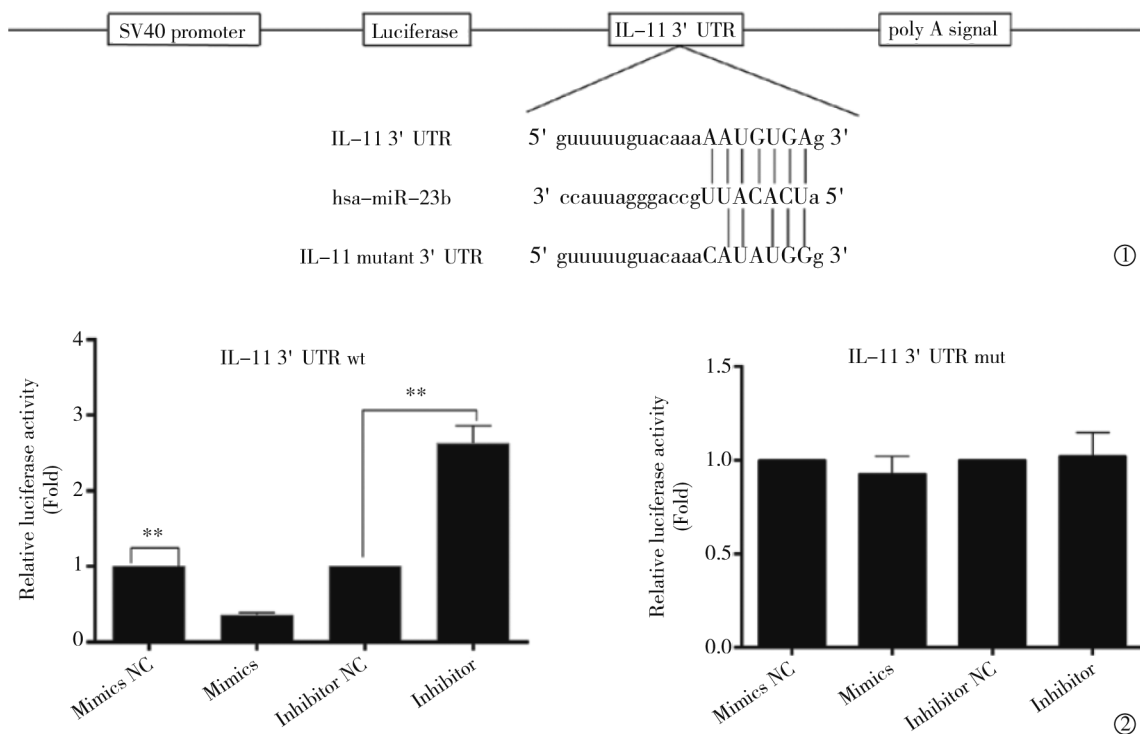 SV40 promoter Luciferase IL-11 3' UTR poly A signal
IL-11 3' UTR 5' guuuuuguacaaaAAUGUGAg 3'
hsa-miR-23b 3' ccauuagggaccgUUACACUa 5'
IL-11 mutant 3' UTR 5' guuuuuguacaaaCAUAUGGg 3'
①
IL-11 3' UTR wt
Relative luciferase activity
(Fold)
4
3
2
1
0
**
**
Mimics NC
Mimics
Inhibitor NC
Inhibitor
IL-11 3' UTR mut
Relative luciferase activity
(Fold)
1.5
1.0
0.5
0.0
Mimics NC
Mimics
Inhibitor NC
Inhibitor
②